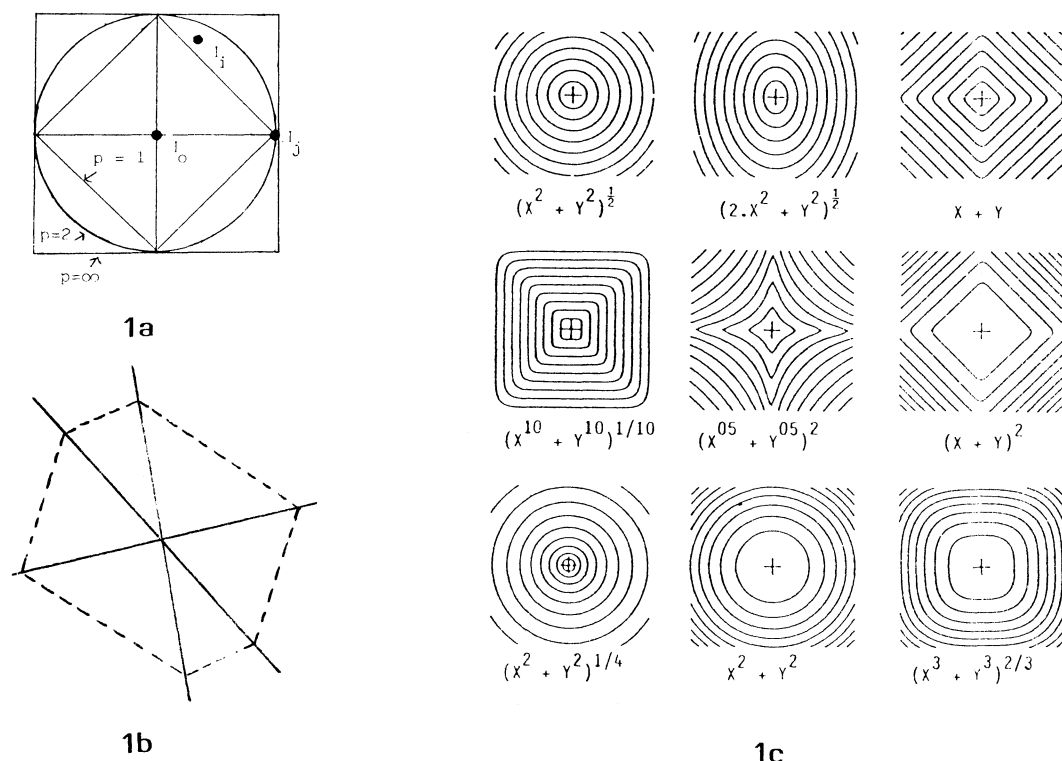 I_i
I_o
I_j
p = 1
p=2
p=∞
1a
1b
(X^2 + Y^2)^½
(2.X^2 + Y^2)^½
X + Y
(X^10 + Y^10)^1/10
(X^05 + Y^05)^2
(X + Y)^2
(X^2 + Y^2)^1/4
X^2 + Y^2
(X^3 + Y^3)^2/3
1c